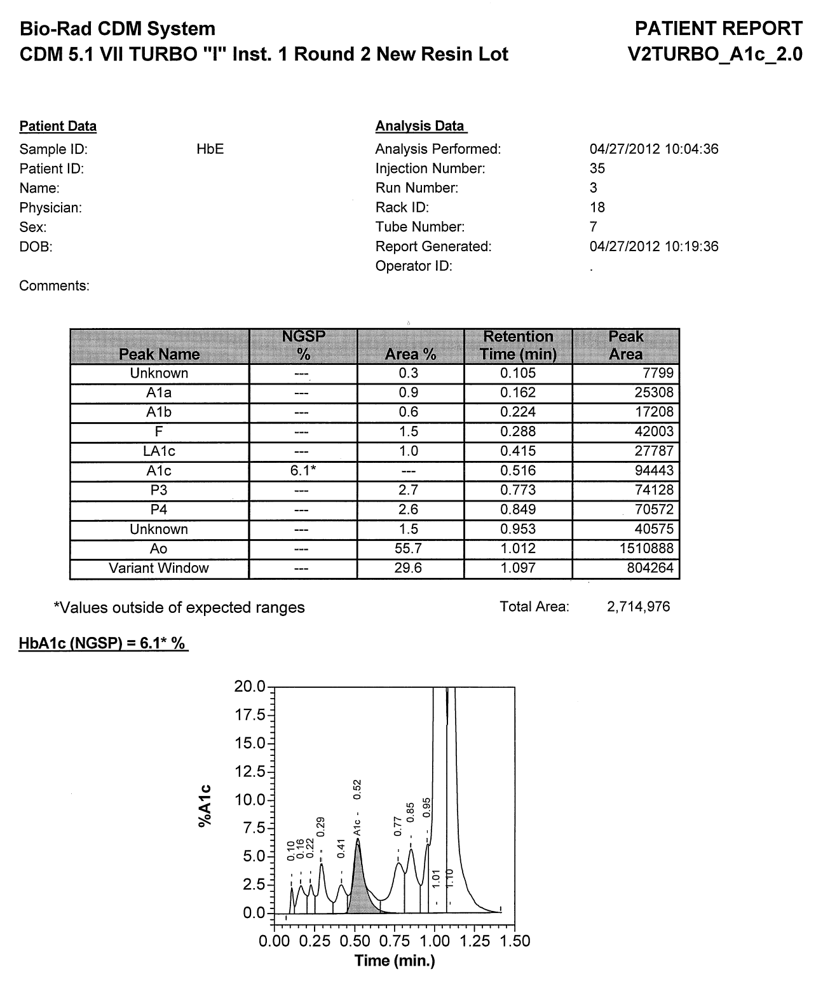 Bio-Rad CDM System PATIENT REPORT
CDM 5.1 VII TURBO "I" Inst. 1 Round 2 New Resin Lot V2TURBO_A1c_2.0
Patient Data Analysis Data
Sample ID: HbE Analysis Performed: 04/27/2012 10:04:36
Patient ID: Injection Number: 35
Name: Run Number: 3
Physician: Rack ID: 18
Sex: Tube Number: 7
DOB: Report Generated: 04/27/2012 10:19:36
Operator ID: .
Comments:
Peak Name NGSP % Area % Retention Time (min) Peak Area
Unknown --- 0.3 0.105 7799
A1a --- 0.9 0.162 25308
A1b --- 0.6 0.224 17208
F --- 1.5 0.288 42003
LA1c --- 1.0 0.415 27787
A1c 6.1* --- 0.516 94443
P3 --- 2.7 0.773 74128
P4 --- 2.6 0.849 70572
Unknown --- 1.5 0.953 40575
Ao --- 55.7 1.012 1510888
Variant Window --- 29.6 1.097 804264
*Values outside of expected ranges Total Area: 2,714,976
HbA1c (NGSP) = 6.1* %
20.0
17.5
15.0
12.5
10.0
7.5
5.0
2.5
0.0
%A1c
0.10
0.16
0.22
0.29
0.41
A1c - 0.52
0.77
0.85
0.95
1.01
1.10
0.00 0.25 0.50 0.75 1.00 1.25 1.50
Time (min.)